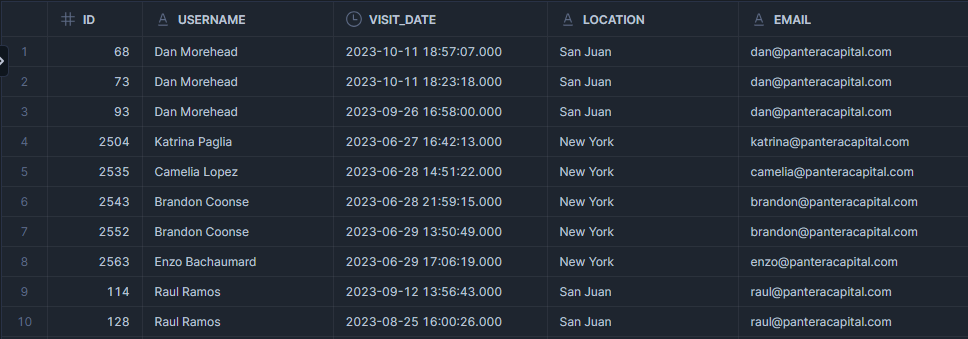 # ID A USERNAME VISIT_DATE A LOCATION A EMAIL
1 68 Dan Morehead 2023-10-11 18:57:07.000 San Juan dan@panteracapital.com
2 73 Dan Morehead 2023-10-11 18:23:18.000 San Juan dan@panteracapital.com
3 93 Dan Morehead 2023-09-26 16:58:00.000 San Juan dan@panteracapital.com
4 2504 Katrina Paglia 2023-06-27 16:42:13.000 New York katrina@panteracapital.com
5 2535 Camelia Lopez 2023-06-28 14:51:22.000 New York camelia@panteracapital.com
6 2543 Brandon Coonse 2023-06-28 21:59:15.000 New York brandon@panteracapital.com
7 2552 Brandon Coonse 2023-06-29 13:50:49.000 New York brandon@panteracapital.com
8 2563 Enzo Bachaumard 2023-06-29 17:06:19.000 New York enzo@panteracapital.com
9 114 Raul Ramos 2023-09-12 13:56:43.000 San Juan raul@panteracapital.com
10 128 Raul Ramos 2023-08-25 16:00:26.000 San Juan raul@panteracapital.com